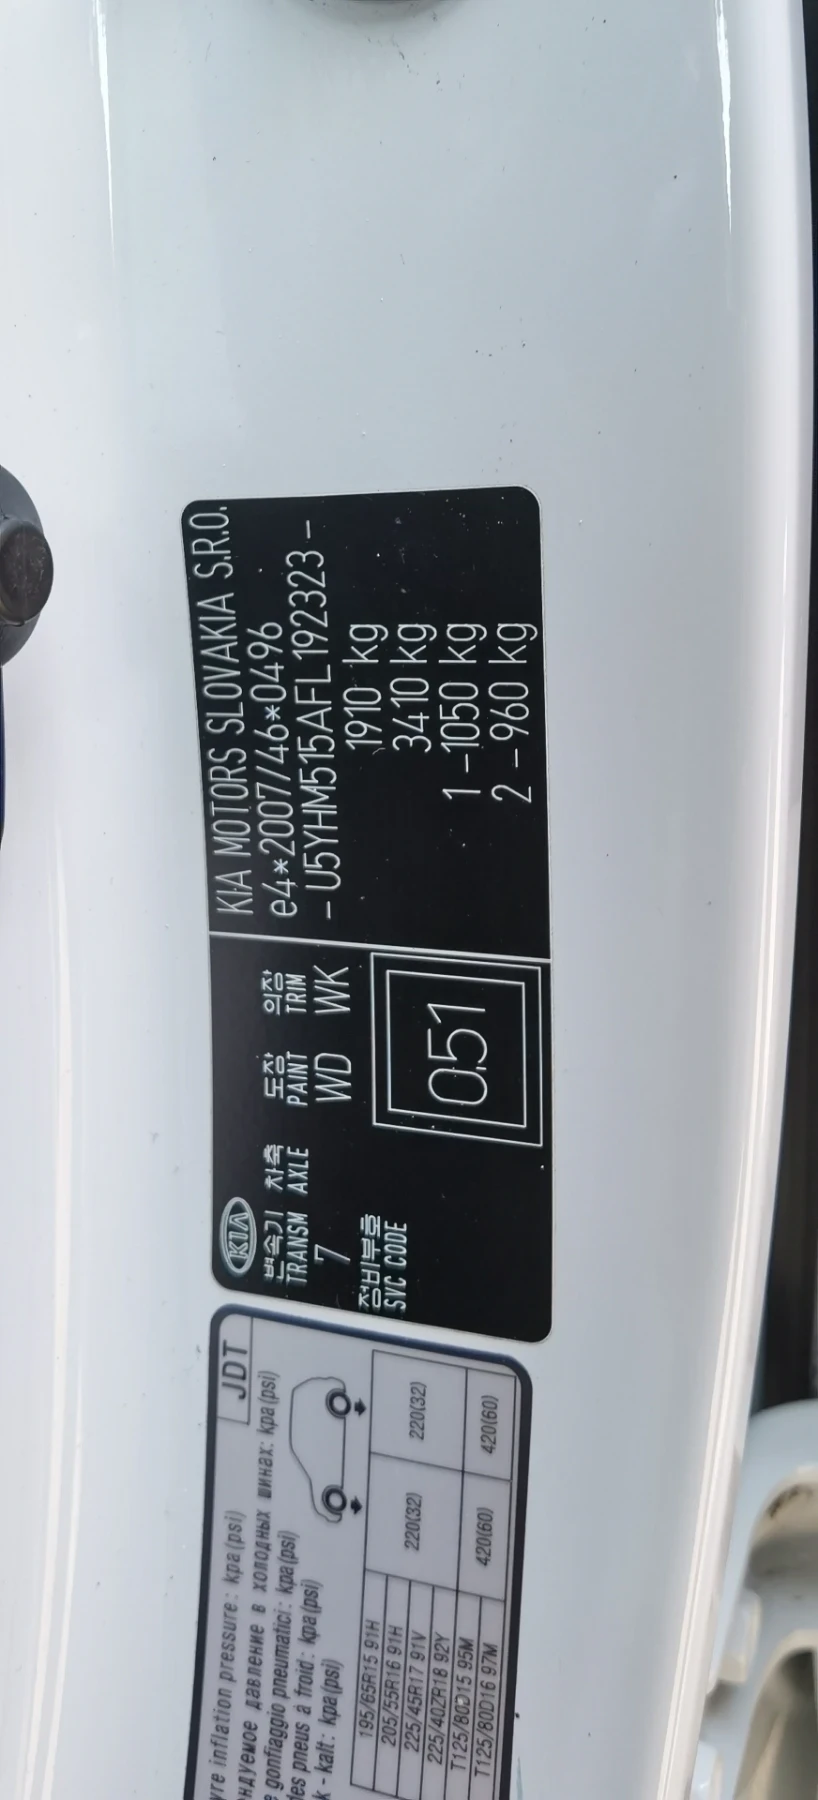 KIA MOTORS SLOVAKIA S.R.O.
e4*2007/46*0496
- U5YHM515AFL192323 -
1910 kg
3410 kg
1 - 1050 kg
2 - 960 kg
KIA
변속기 차축 도장 의장
TRANSM AXLE PAINT TRIM
7 WD WK
정비부호
SVC CODE
0.51
JDT
inflation pressure: kpa(psi)
давление в холодных шинах: kpa(psi)
gonfiaggio pneumatici: kpa(psi)
des pneus à froid: kpa(psi)
- kalt: kpa(psi)
195/65R15 91H
205/55R16 91H
225/45R17 91V
225/40ZR18 92Y
220(32) 220(32)
T125/80D15 95M
T125/80D16 97M
420(60) 420(60)